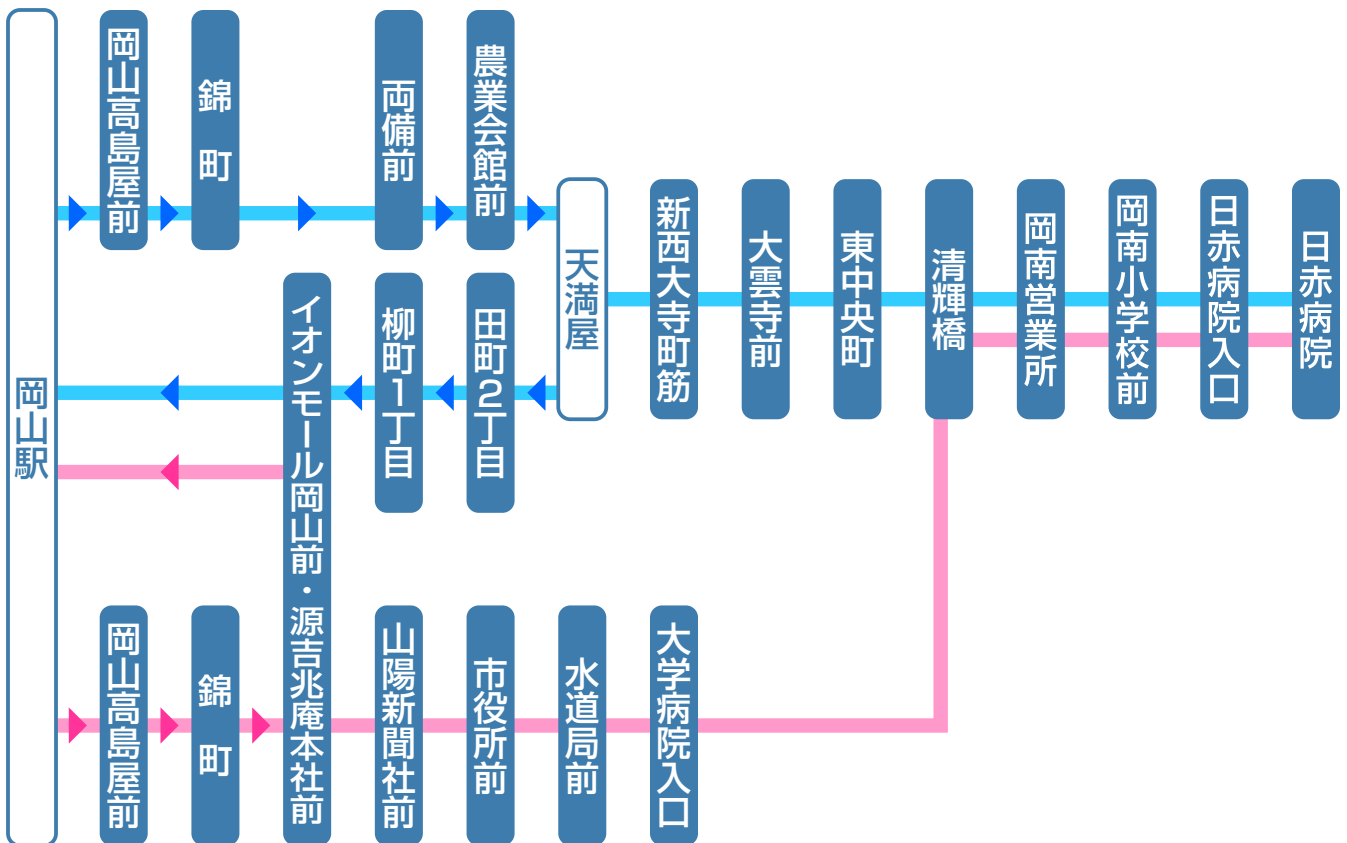 岡山駅
岡山高島屋前
錦町
両備前
農業会館前
天満屋
新西大寺町筋
大雲寺前
東中央町
清輝橋
岡南営業所
岡南小学校前
日赤病院入口
日赤病院
イオンモール岡山前・源吉兆庵本社前
柳町1丁目
田町2丁目
岡山高島屋前
錦町
山陽新聞社前
市役所前
水道局前
大学病院入口